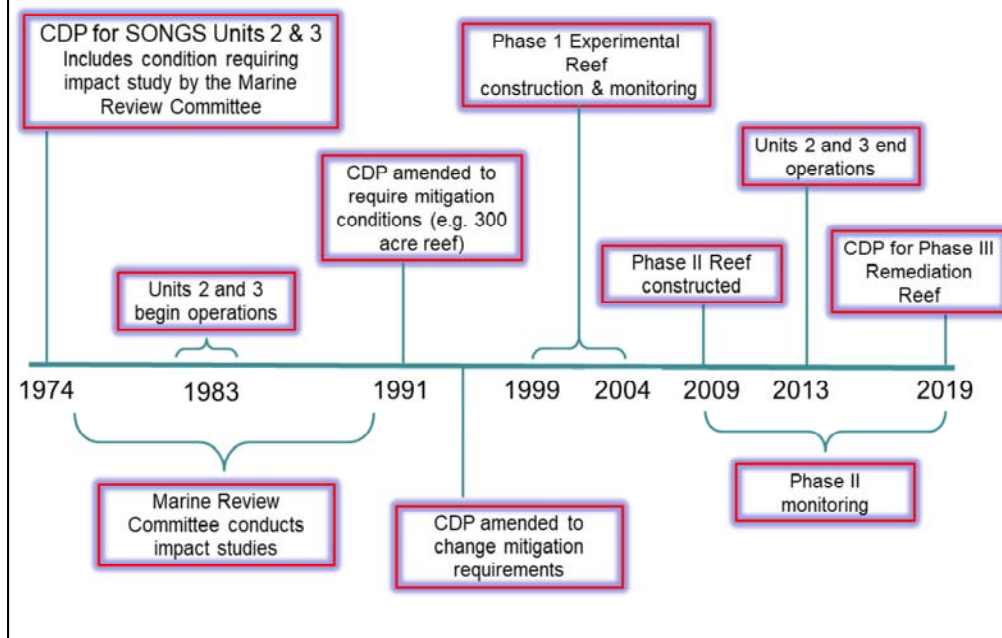 CDP for SONGS Units 2 & 3
Includes condition requiring
impact study by the Marine
Review Committee
Phase 1 Experimental
Reef
construction & monitoring
Units 2 and 3 end
operations
CDP amended to
require mitigation
conditions (e.g. 300
acre reef)
Phase II Reef
constructed
CDP for Phase III
Remediation
Reef
Units 2 and 3
begin operations
1974
1983
1991
1999
2004
2009
2013
2019
Marine Review
Committee conducts
impact studies
CDP amended to
change mitigation
requirements
Phase II
monitoring